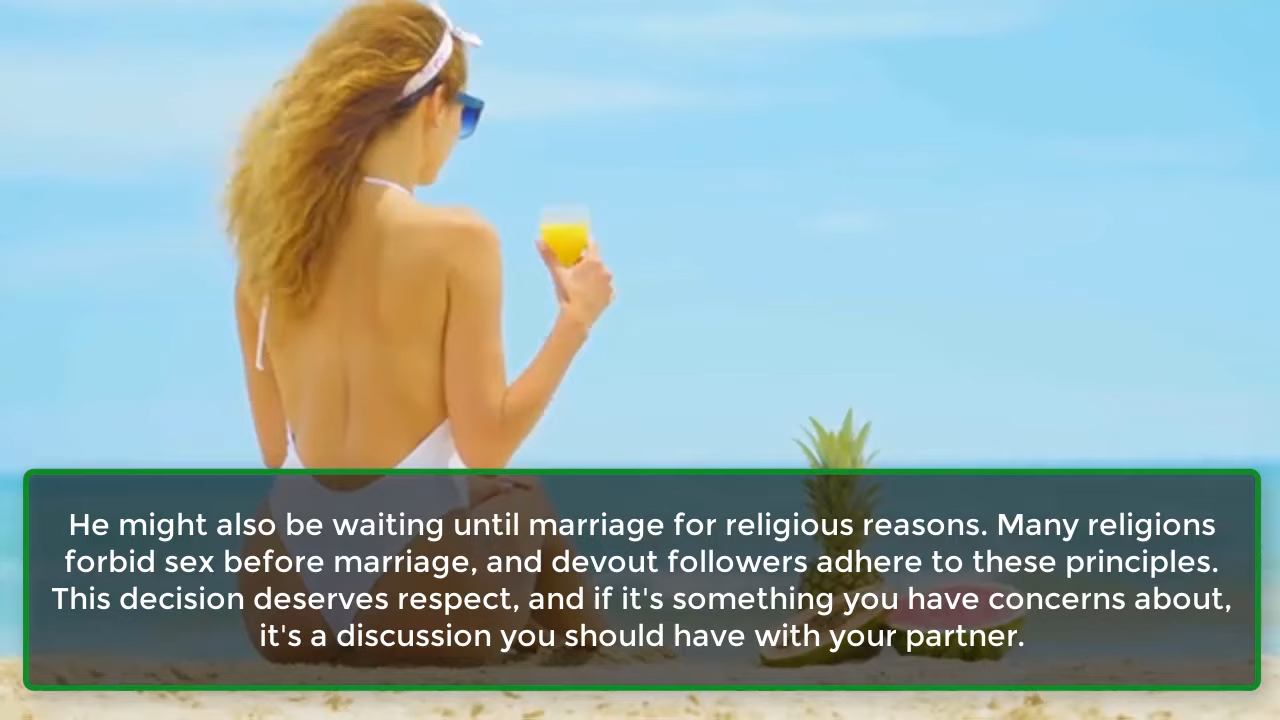 He might also be waiting until marriage for religious reasons. Many religions
forbid sex before marriage, and devout followers adhere to these principles.
This decision deserves respect, and if it's something you have concerns about,
it's a discussion you should have with your partner.